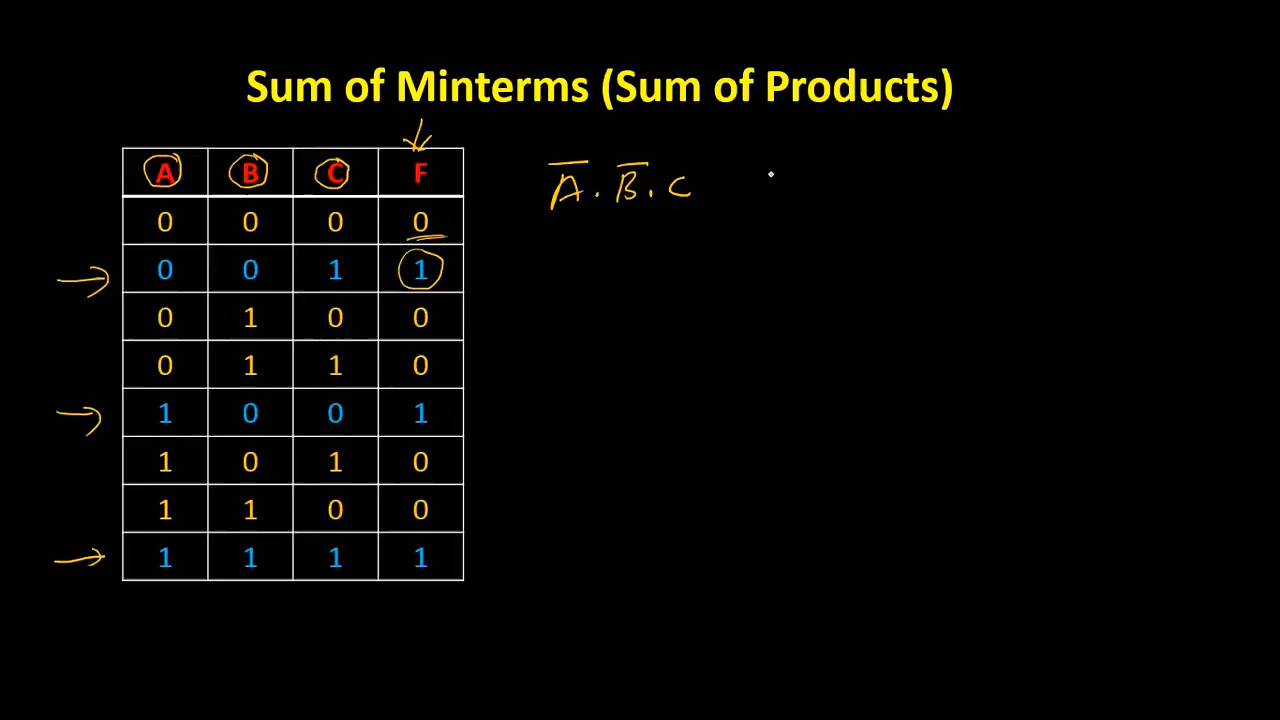 Sum of Minterms (Sum of Products)
A B C F
0 0 0 0
0 0 1 1
0 1 0 0
0 1 1 0
1 0 0 1
1 0 1 0
1 1 0 0
1 1 1 1
A̅ . B̅ . C